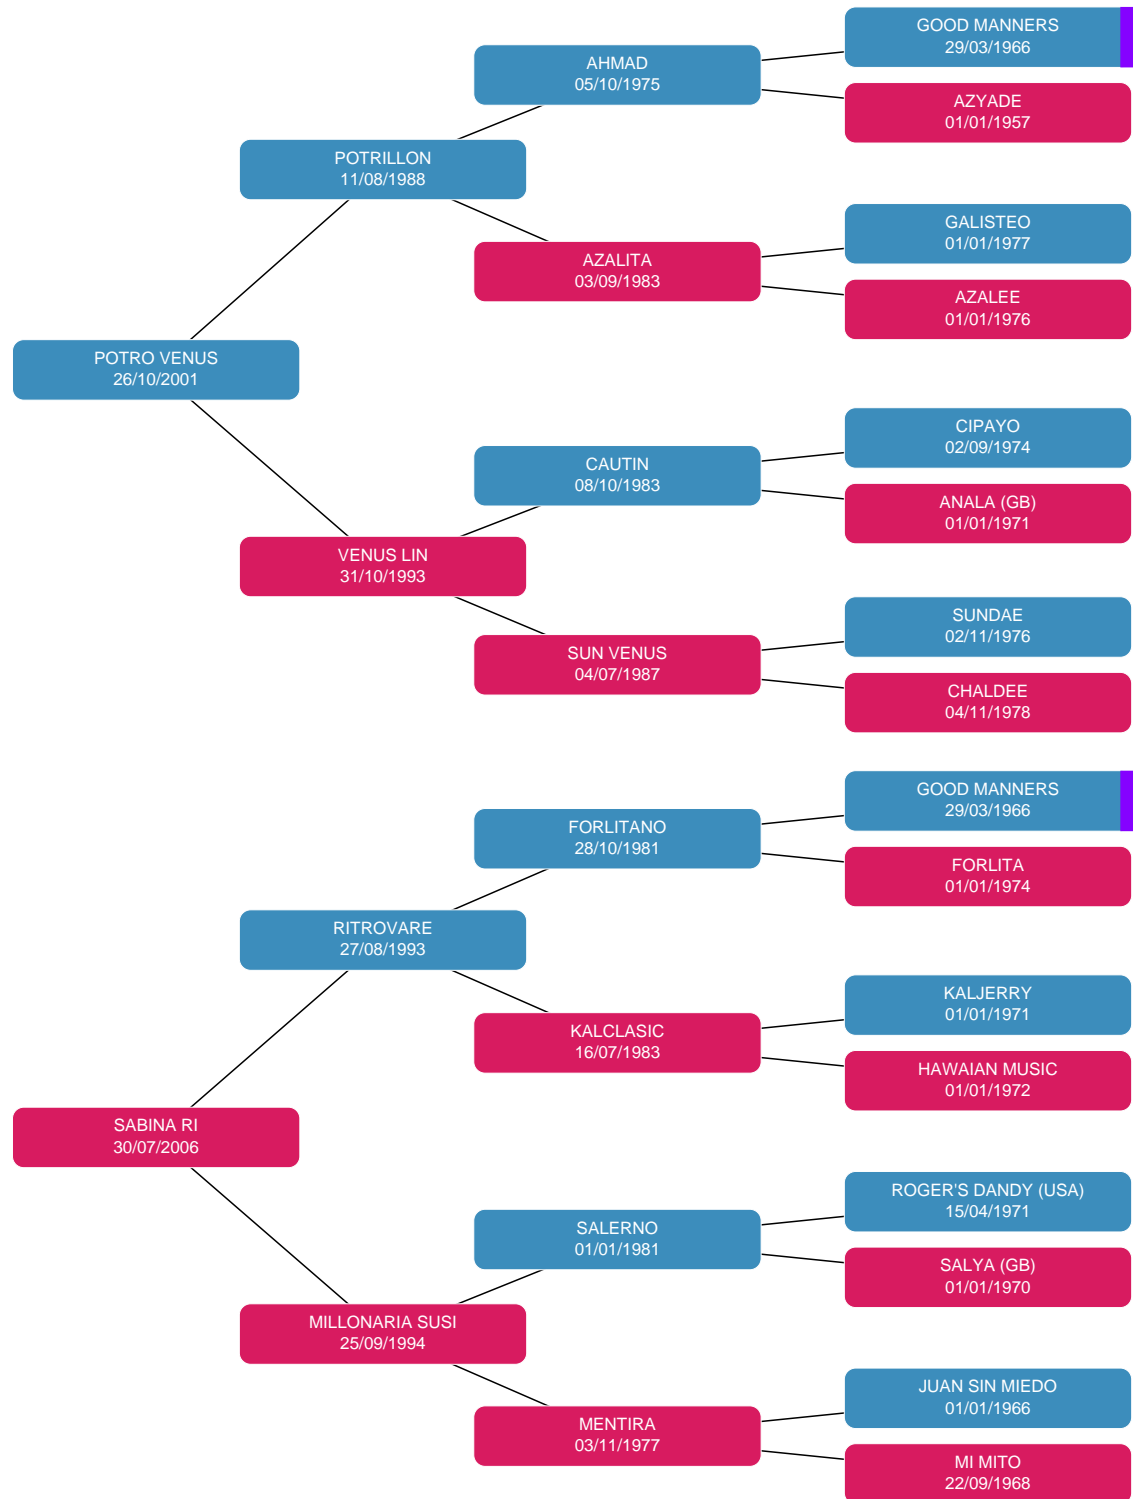 GOOD MANNERS
29/03/1966
AHMAD
05/10/1975
AZYADE
01/01/1957
POTRILLON
11/08/1988
GALISTEO
01/01/1977
AZALITA
03/09/1983
AZALEE
01/01/1976
POTRO VENUS
26/10/2001
CIPAYO
02/09/1974
CAUTIN
08/10/1983
ANALA (GB)
01/01/1971
VENUS LIN
31/10/1993
SUNDAE
02/11/1976
SUN VENUS
04/07/1987
CHALDEE
04/11/1978
GOOD MANNERS
29/03/1966
FORLITANO
28/10/1981
FORLITA
01/01/1974
RITROVARE
27/08/1993
KALJERRY
01/01/1971
KALCLASIC
16/07/1983
HAWAIAN MUSIC
01/01/1972
SABINA RI
30/07/2006
ROGER'S DANDY (USA)
15/04/1971
SALERNO
01/01/1981
SALYA (GB)
01/01/1970
MILLONARIA SUSI
25/09/1994
JUAN SIN MIEDO
01/01/1966
MENTIRA
03/11/1977
MI MITO
22/09/1968